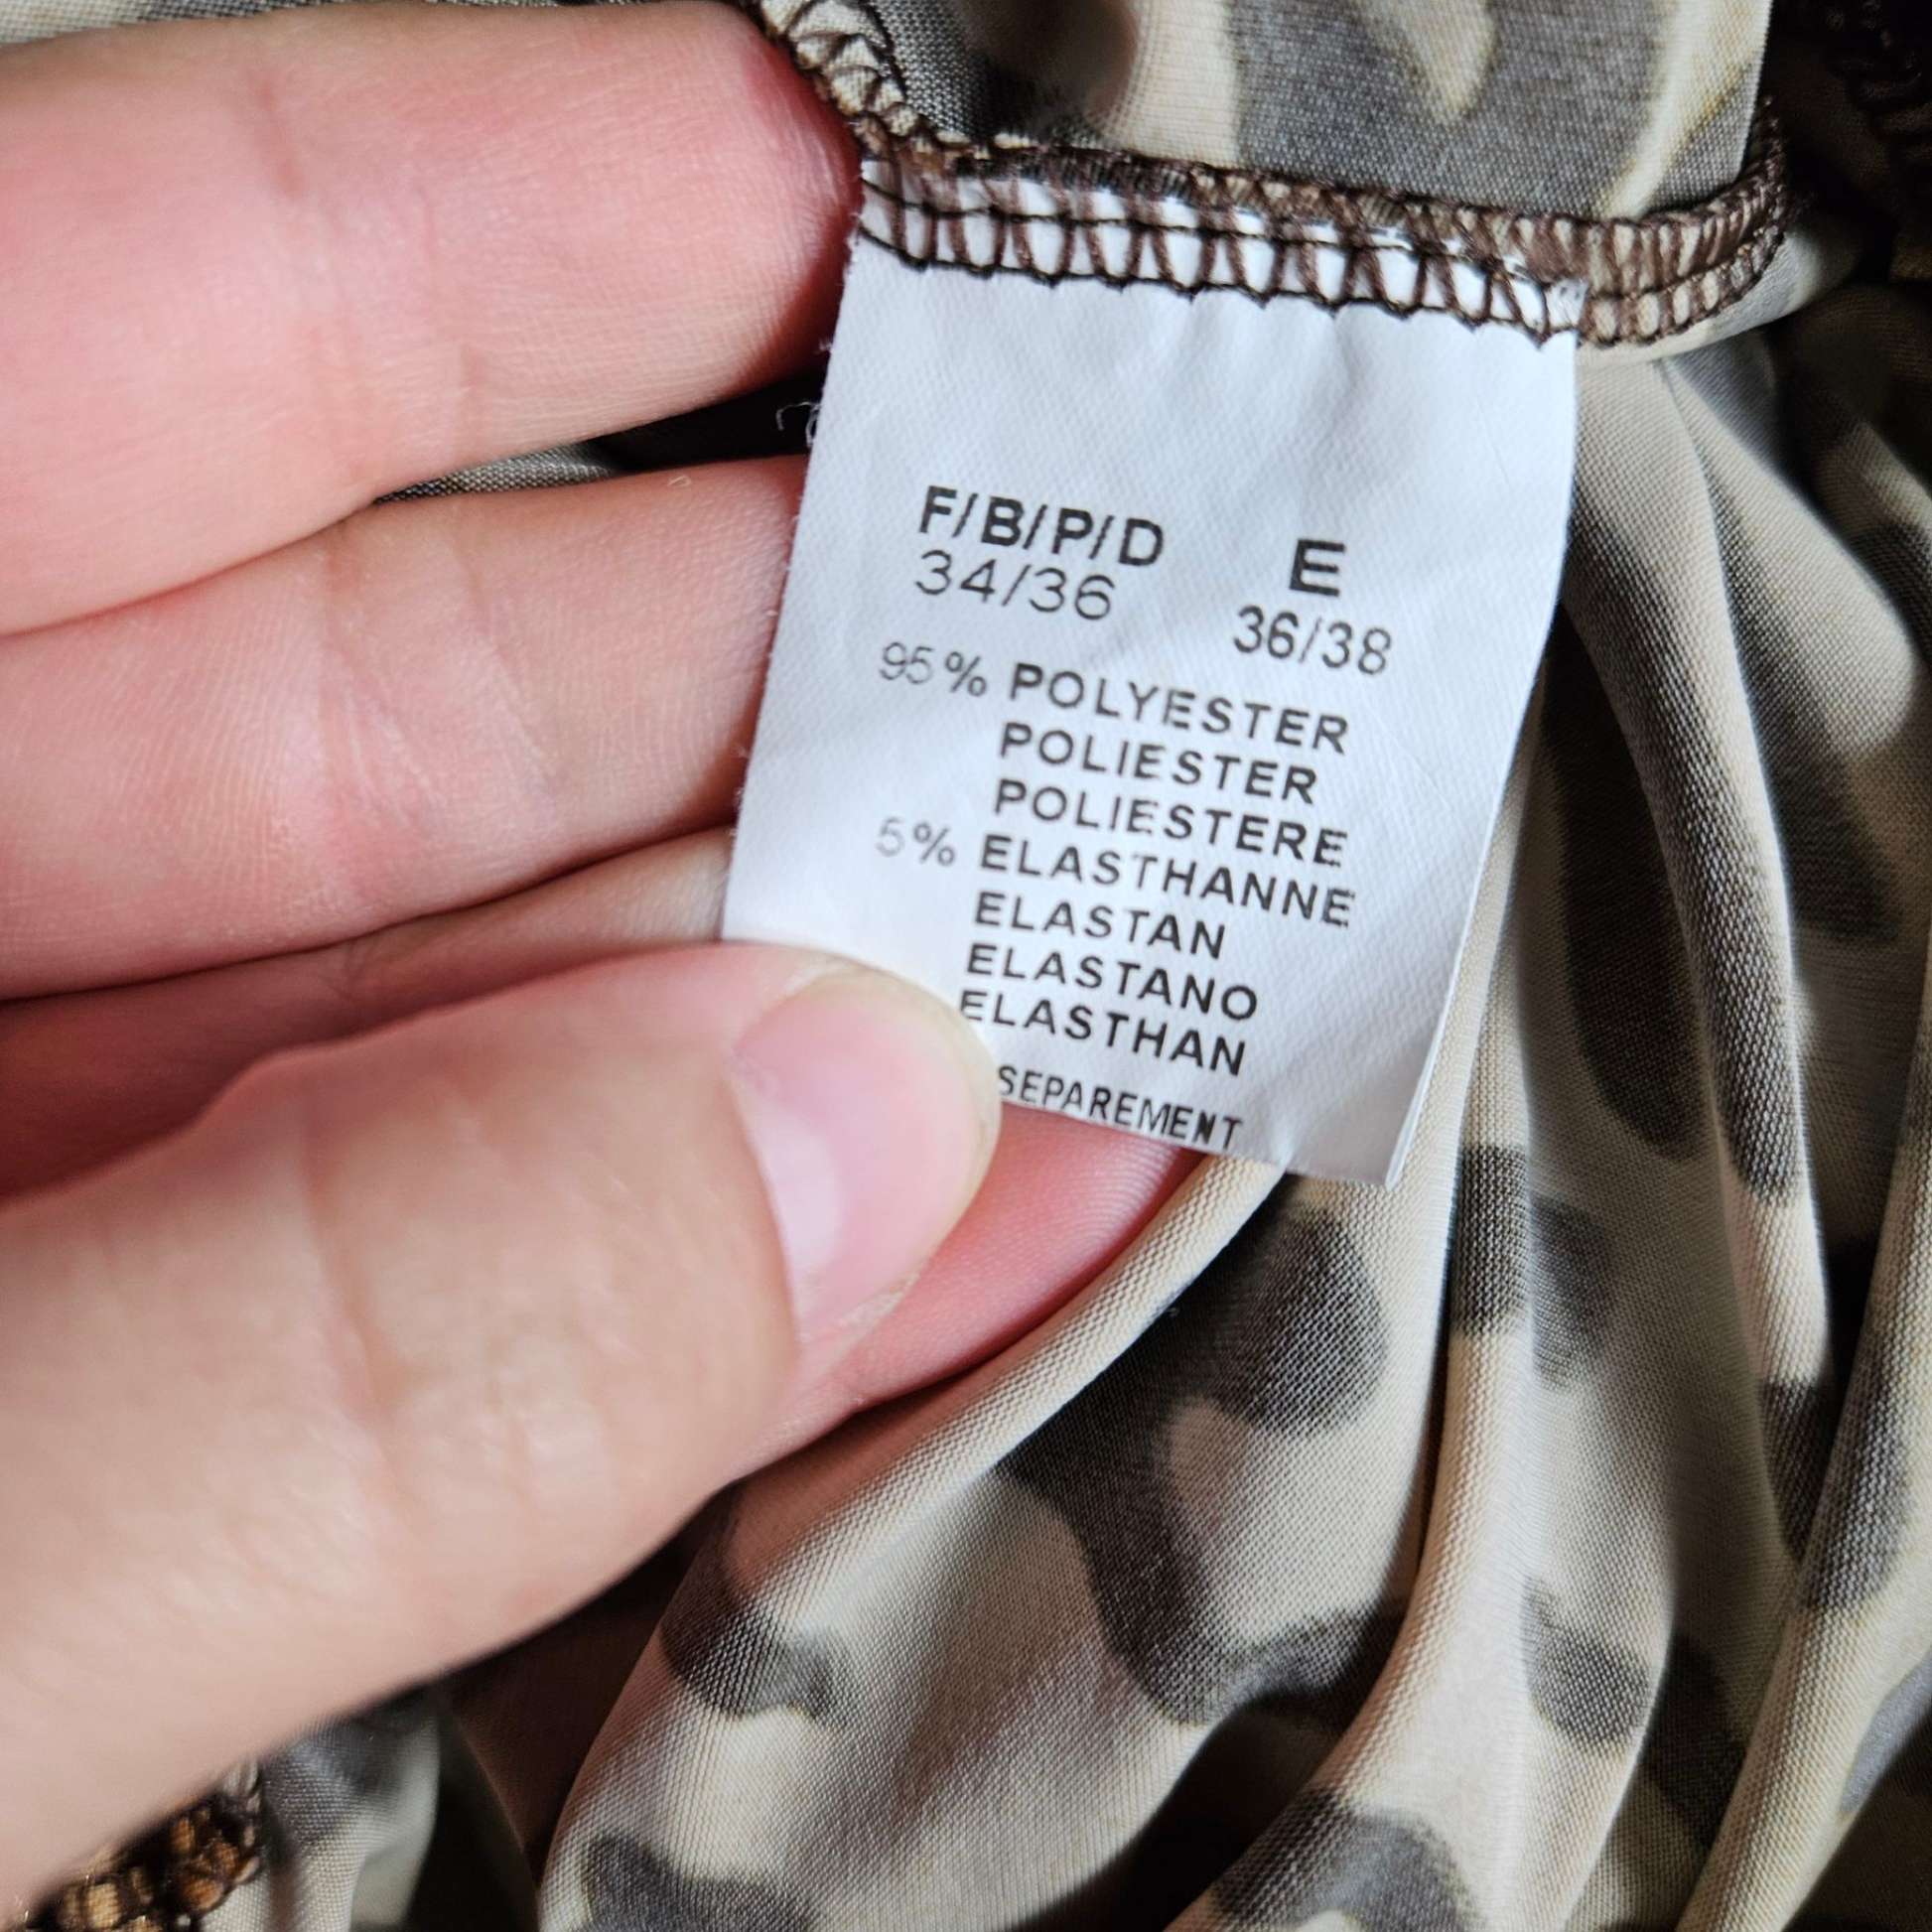 F/B/P/D E
34/36 36/38
95% POLYESTER
POLIESTER
POLIESTERE
5% ELASTHANNE
ELASTAN
ELASTANO
ELASTHAN
SEPAREMENT